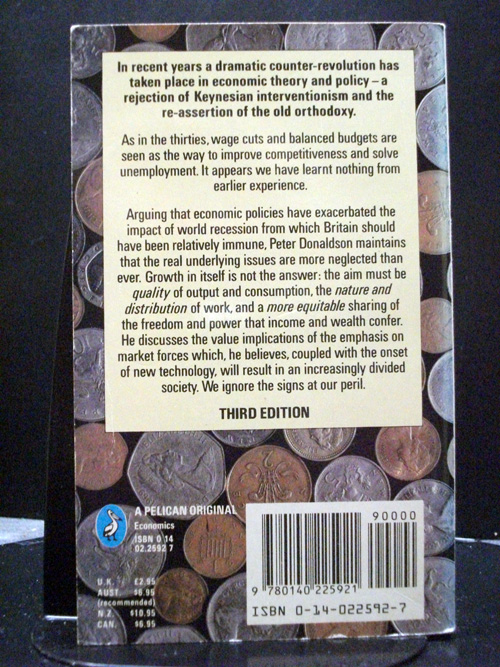 In recent years a dramatic counter-revolution has
taken place in economic theory and policy – a
rejection of Keynesian interventionism and the
re-assertion of the old orthodoxy.
As in the thirties, wage cuts and balanced budgets are
seen as the way to improve competitiveness and solve
unemployment. It appears we have learnt nothing from
earlier experience.
Arguing that economic policies have exacerbated the
impact of world recession from which Britain should
have been relatively immune, Peter Donaldson maintains
that the real underlying issues are more neglected than
ever. Growth in itself is not the answer: the aim must be
quality of output and consumption, the nature and
distribution of work, and a more equitable sharing of
the freedom and power that income and wealth confer.
He discusses the value implications of the emphasis on
market forces which, he believes, coupled with the onset
of new technology, will result in an increasingly divided
society. We ignore the signs at our peril.
THIRD EDITION
A PELICAN ORIGINAL
Economics
ISBN 0 14
02.2592 7
U.K. £2.95
AUST. $6.95
(recommended)
N.Z. $10.95
CAN. $6.95
90000
9 780140 225921
ISBN 0-14-022592-7